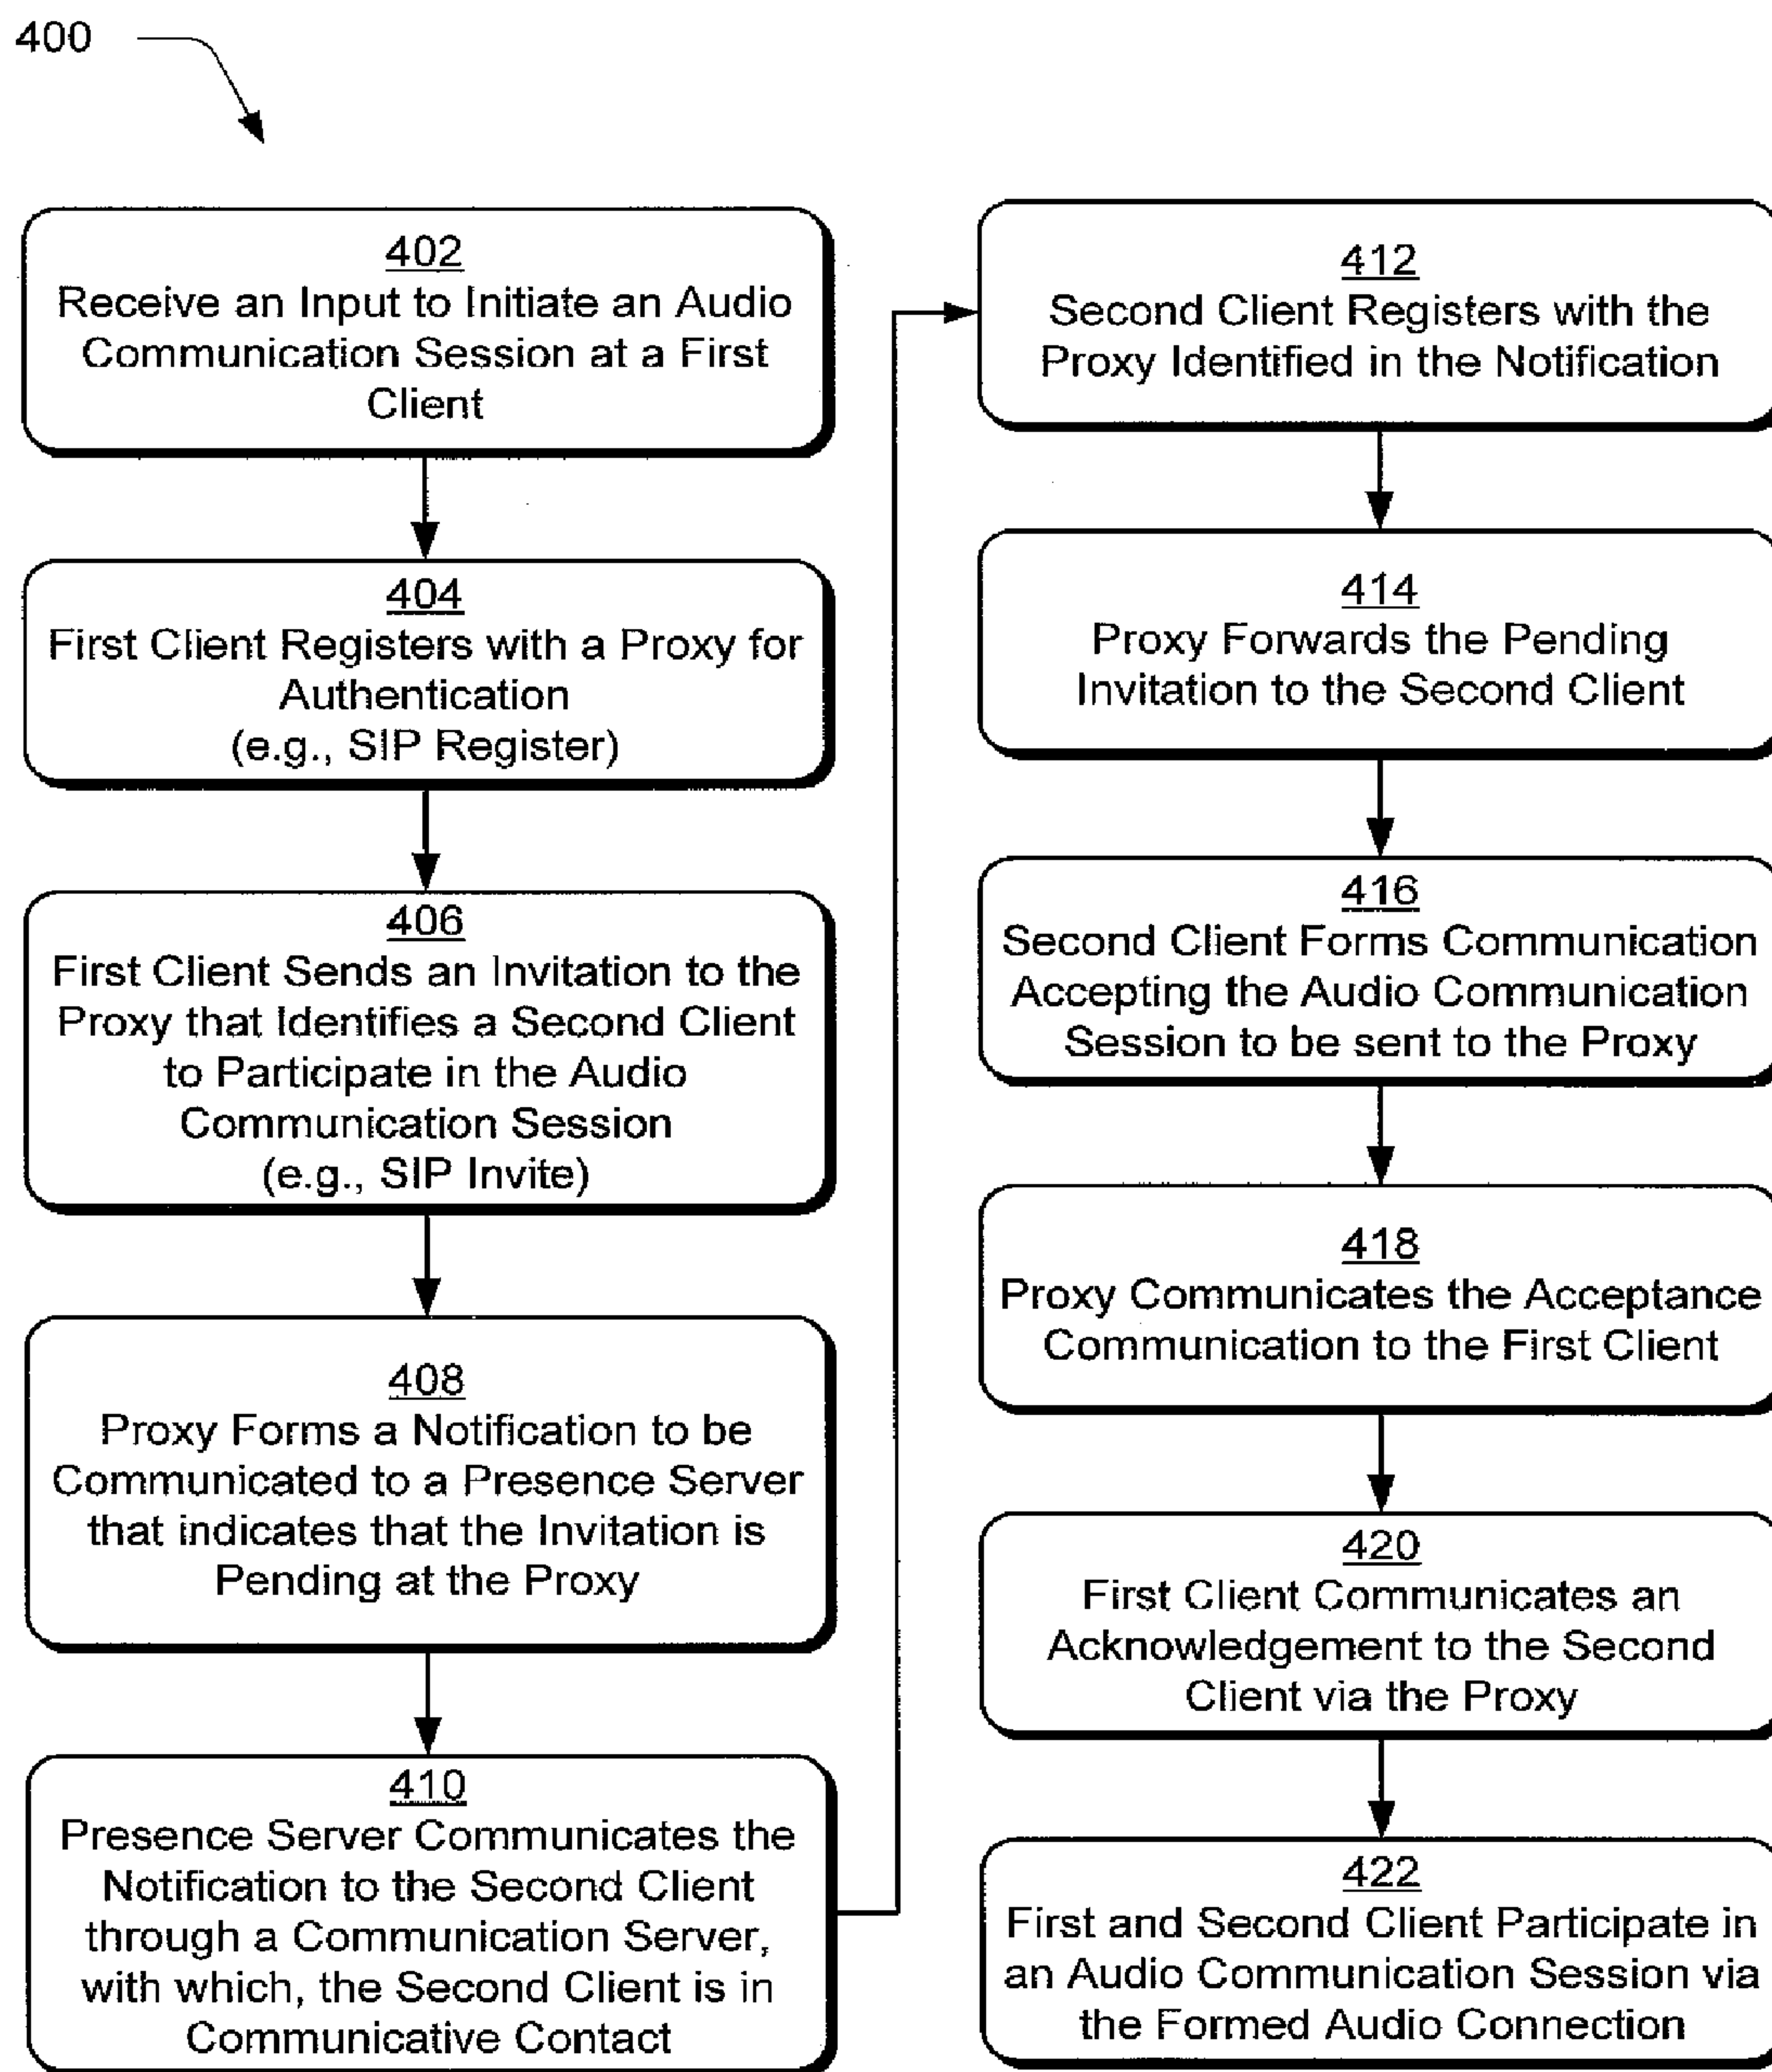 400
402
Receive an Input to Initiate an Audio
Communication Session at a First
Client
404
First Client Registers with a Proxy for
Authentication
(e.g., SIP Register)
406
First Client Sends an Invitation to the
Proxy that Identifies a Second Client
to Participate in the Audio
Communication Session
(e.g., SIP Invite)
408
Proxy Forms a Notification to be
Communicated to a Presence Server
that indicates that the Invitation is
Pending at the Proxy
410
Presence Server Communicates the
Notification to the Second Client
through a Communication Server,
with which, the Second Client is in
Communicative Contact
412
Second Client Registers with the
Proxy Identified in the Notification
414
Proxy Forwards the Pending
Invitation to the Second Client
416
Second Client Forms Communication
Accepting the Audio Communication
Session to be sent to the Proxy
418
Proxy Communicates the Acceptance
Communication to the First Client
420
First Client Communicates an
Acknowledgement to the Second
Client via the Proxy
422
First and Second Client Participate in
an Audio Communication Session via
the Formed Audio Connection